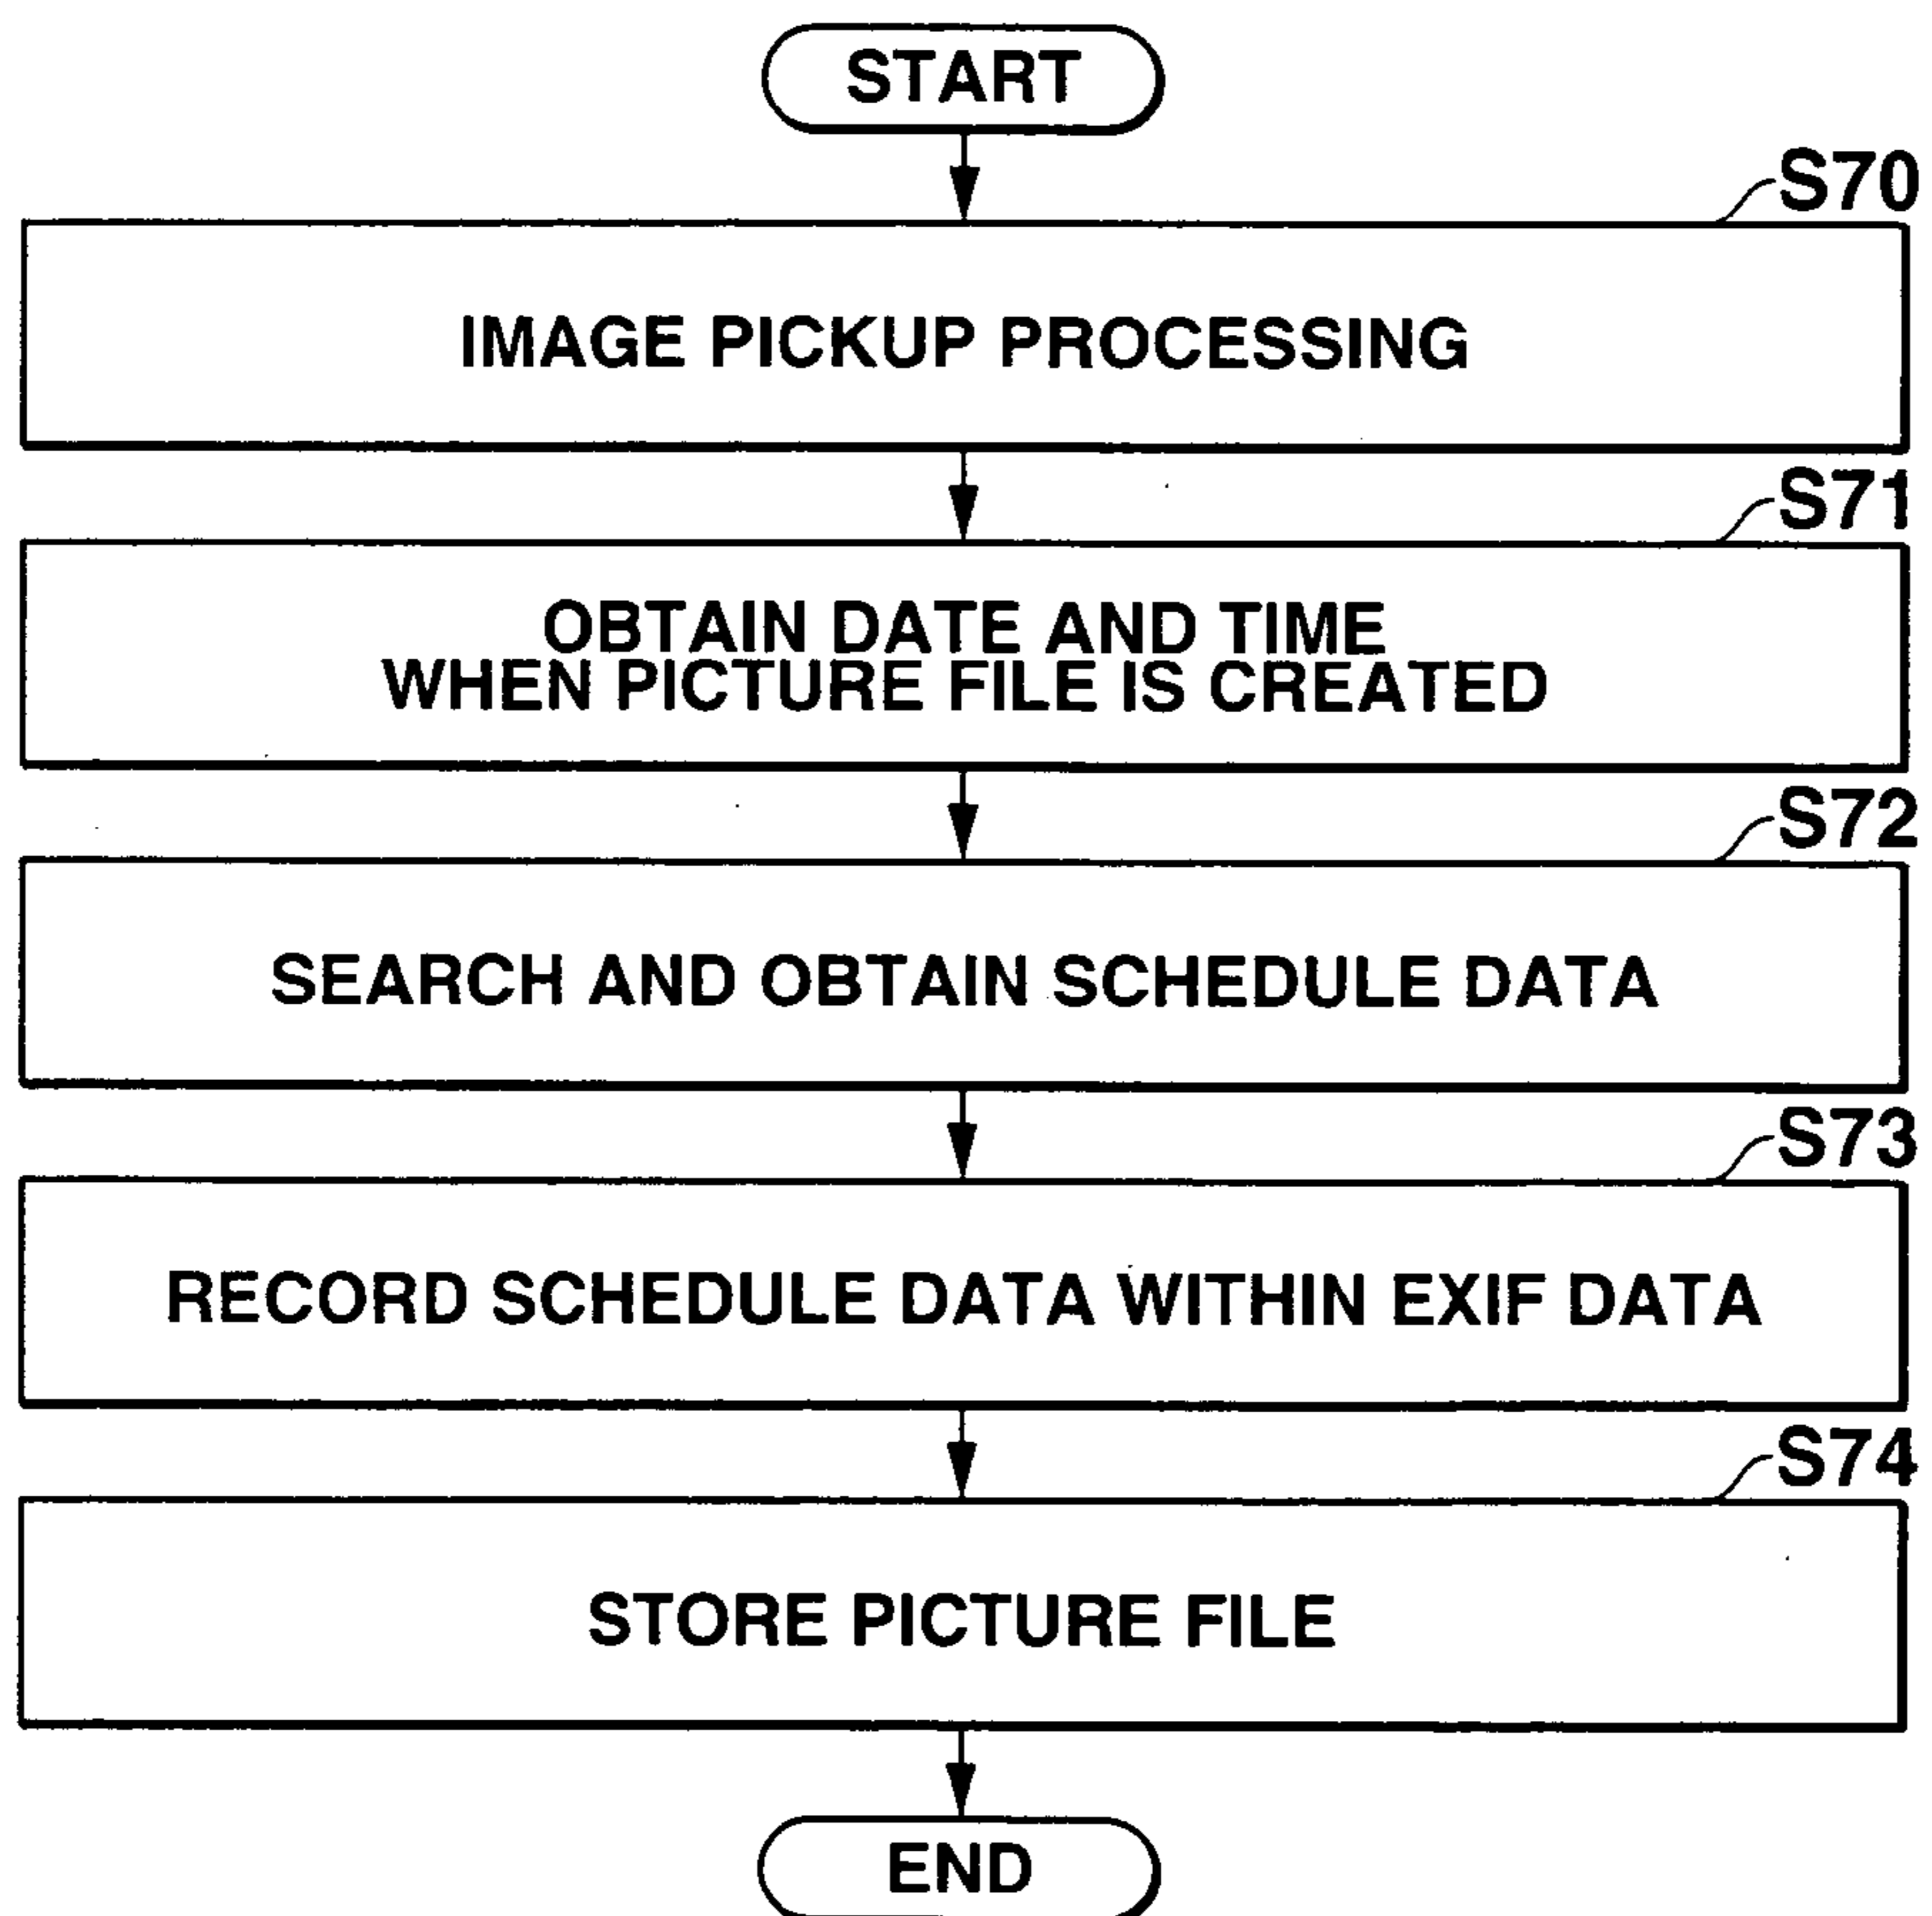 START
S70
IMAGE PICKUP PROCESSING
S71
OBTAIN DATE AND TIME
WHEN PICTURE FILE IS CREATED
S72
SEARCH AND OBTAIN SCHEDULE DATA
S73
RECORD SCHEDULE DATA WITHIN EXIF DATA
S74
STORE PICTURE FILE
END